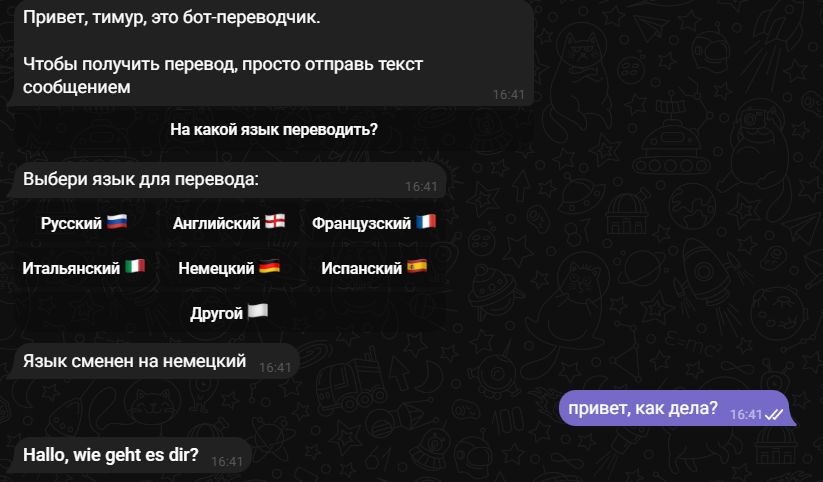 Привет, тимур, это бот-переводчик.
Чтобы получить перевод, просто отправь текст
сообщением
16:41
На какой язык переводить?
Выбери язык для перевода:
16:41
Русский Английский Французский
Итальянский Немецкий Испанский
Другой
Язык сменен на немецкий 16:41
привет, как дела? 16:41
Hallo, wie geht es dir? 16:41